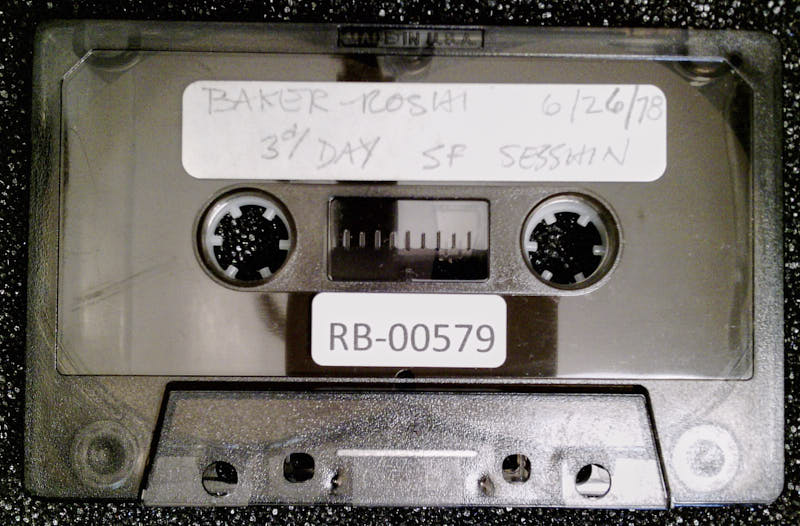 MADE IN U.S.A.
BAKER-ROSHI 6/26/78
3d/ DAY SF SESSHIN
RB-00579